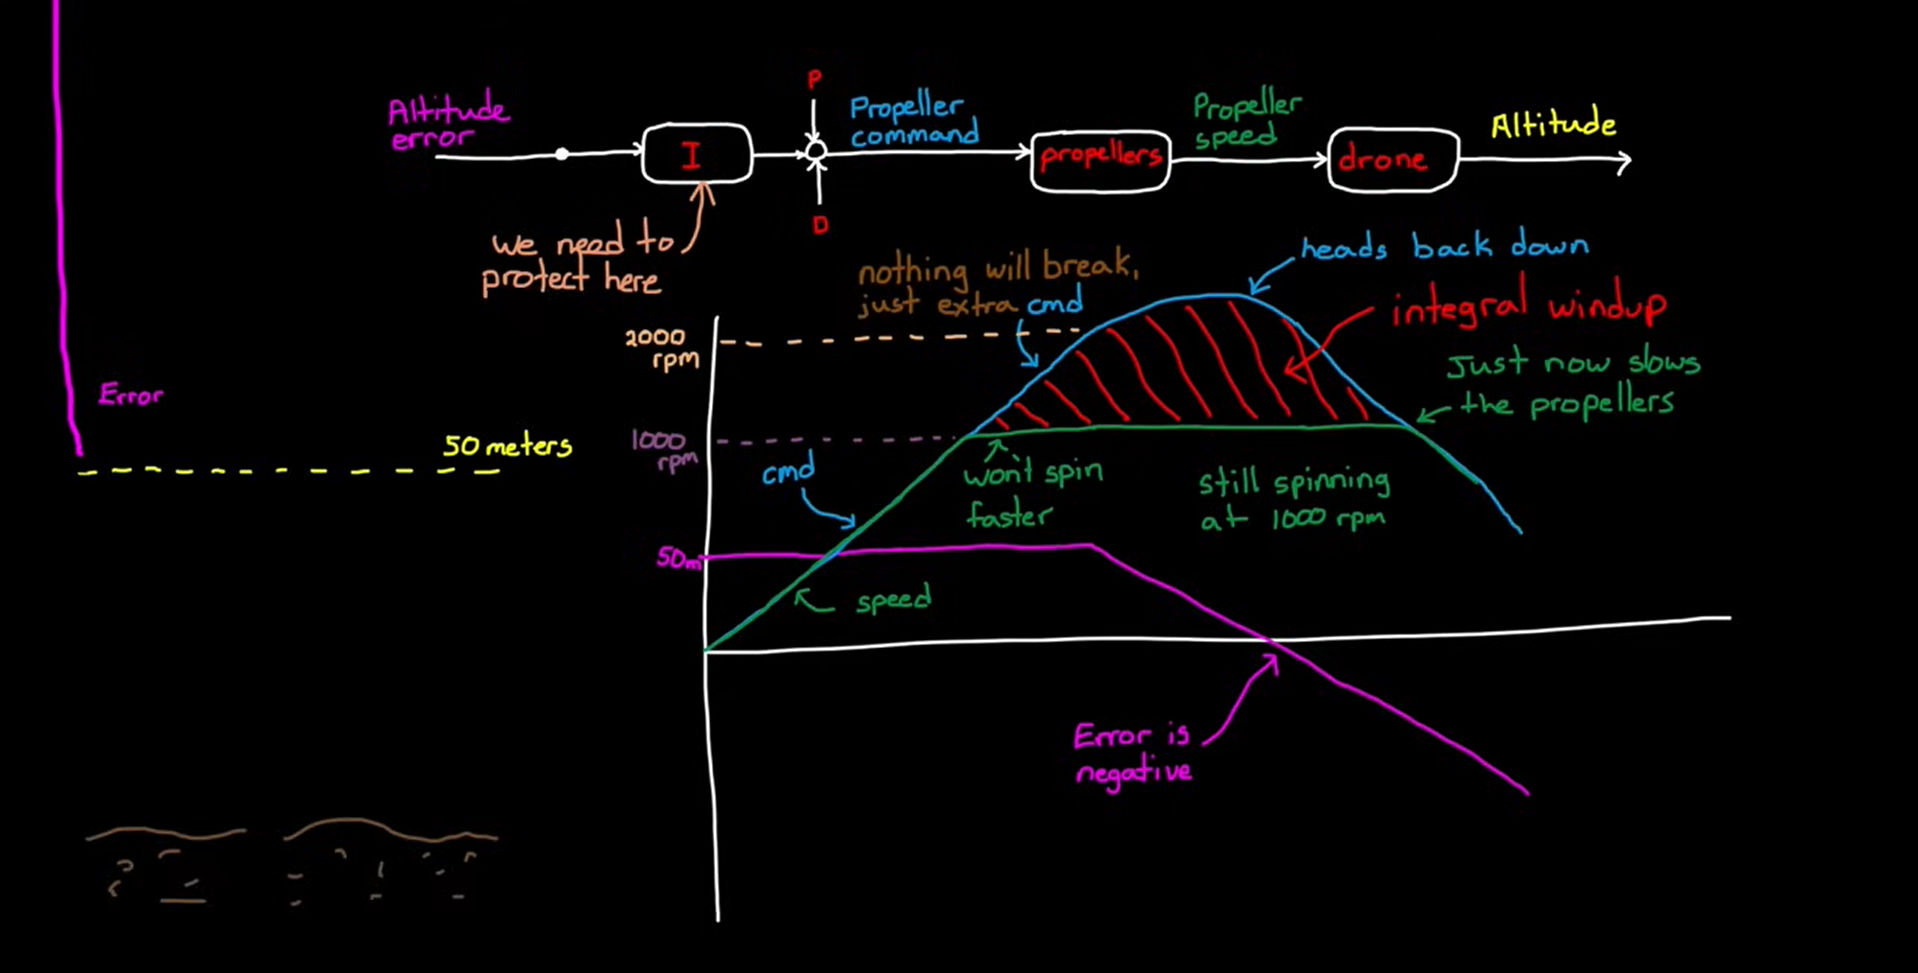 P
Altitude
error
I
Propeller
command
propellers
Propeller
speed
drone
Altitude
D
we need to
protect here
nothing will break,
just extra cmd
heads back down
integral windup
2000
rpm
Just now slows
the propellers
Error
50 meters
1000
rpm
cmd
won't spin
faster
still spinning
at 1000 rpm
50m
speed
Error is
negative